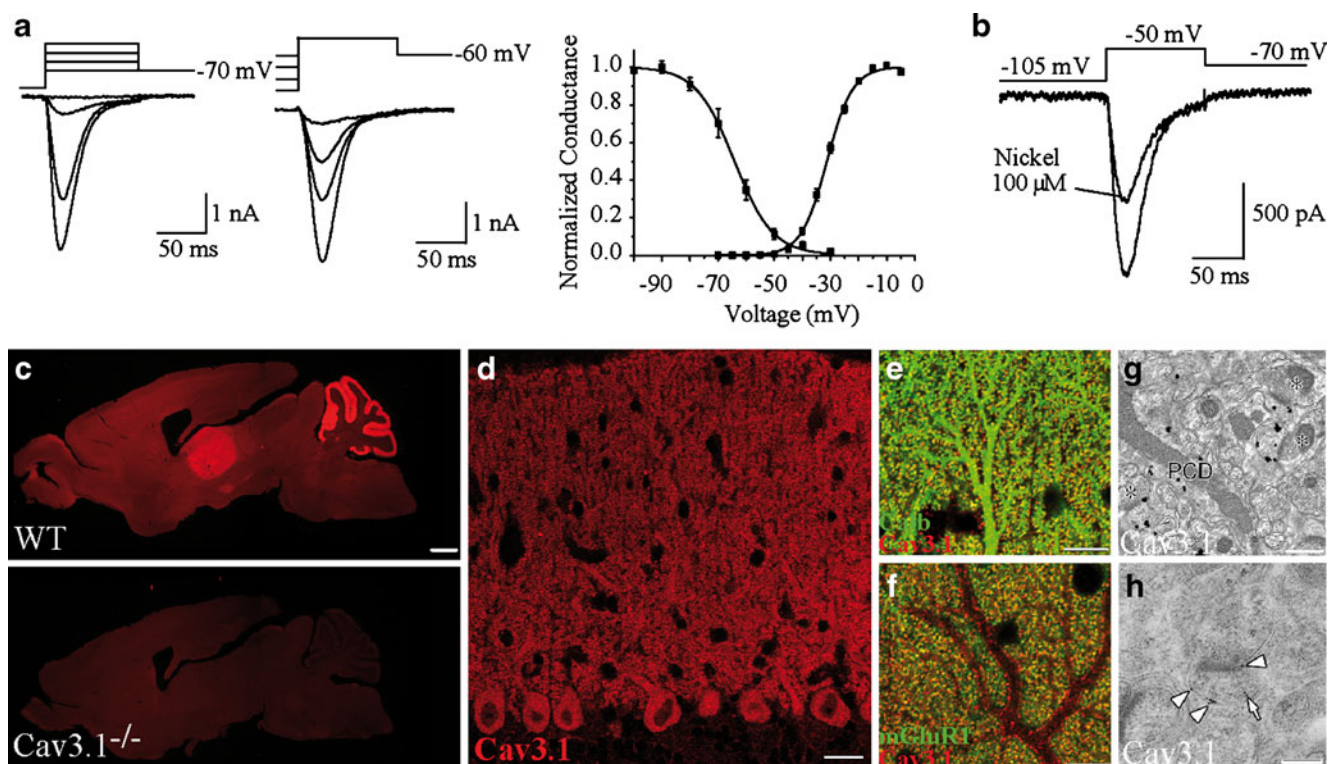 a
-70 mV
1 nA
50 ms
-60 mV
1 nA
50 ms
Normalized Conductance
1.0
0.8
0.6
0.4
0.2
0.0
-90
-70
-50
-30
-10
0
Voltage (mV)
b
-105 mV
-50 mV
-70 mV
Nickel
100 µM
500 pA
50 ms
c
WT
Cav3.1-/-
d
Cav3.1
e
Calb
Cav3.1
f
mGluR1
Cav3.1
g
*
*
*
PCD
Cav3.1
h
Cav3.1